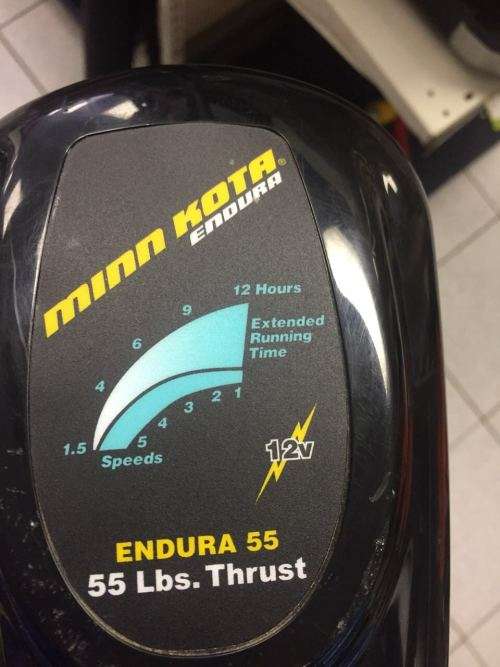 MINN KOTA®
ENDURA
12 Hours
9
6
4
1.5
Extended
Running
Time
1
2
3
4
5
Speeds
12v
ENDURA 55
55 Lbs. Thrust